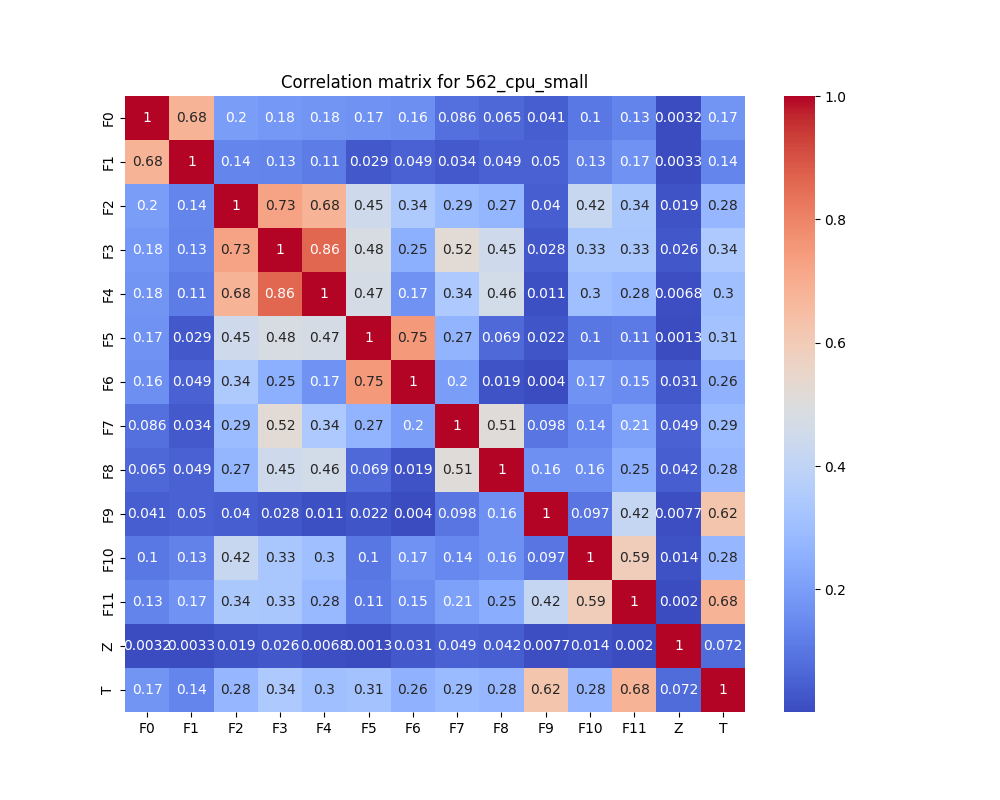 Correlation matrix for 562_cpu_small
F0 1 0.68 0.2 0.18 0.18 0.17 0.16 0.086 0.065 0.041 0.1 0.13 0.0032 0.17
F1 0.68 1 0.14 0.13 0.11 0.029 0.049 0.034 0.049 0.05 0.13 0.17 0.0033 0.14
F2 0.2 0.14 1 0.73 0.68 0.45 0.34 0.29 0.27 0.04 0.42 0.34 0.019 0.28
F3 0.18 0.13 0.73 1 0.86 0.48 0.25 0.52 0.45 0.028 0.33 0.33 0.026 0.34
F4 0.18 0.11 0.68 0.86 1 0.47 0.17 0.34 0.46 0.011 0.3 0.28 0.0068 0.3
F5 0.17 0.029 0.45 0.48 0.47 1 0.75 0.27 0.069 0.022 0.1 0.11 0.0013 0.31
F6 0.16 0.049 0.34 0.25 0.17 0.75 1 0.2 0.019 0.004 0.17 0.15 0.031 0.26
F7 0.086 0.034 0.29 0.52 0.34 0.27 0.2 1 0.51 0.098 0.14 0.21 0.049 0.29
F8 0.065 0.049 0.27 0.45 0.46 0.069 0.019 0.51 1 0.16 0.16 0.25 0.042 0.28
F9 0.041 0.05 0.04 0.028 0.011 0.022 0.004 0.098 0.16 1 0.097 0.42 0.0077 0.62
F10 0.1 0.13 0.42 0.33 0.3 0.1 0.17 0.14 0.16 0.097 1 0.59 0.014 0.28
F11 0.13 0.17 0.34 0.33 0.28 0.11 0.15 0.21 0.25 0.42 0.59 1 0.002 0.68
Z 0.0032 0.0033 0.019 0.026 0.0068 0.0013 0.031 0.049 0.042 0.0077 0.014 0.002 1 0.072
T 0.17 0.14 0.28 0.34 0.3 0.31 0.26 0.29 0.28 0.62 0.28 0.68 0.072 1
F0 F1 F2 F3 F4 F5 F6 F7 F8 F9 F10 F11 Z T
1.0
0.8
0.6
0.4
0.2